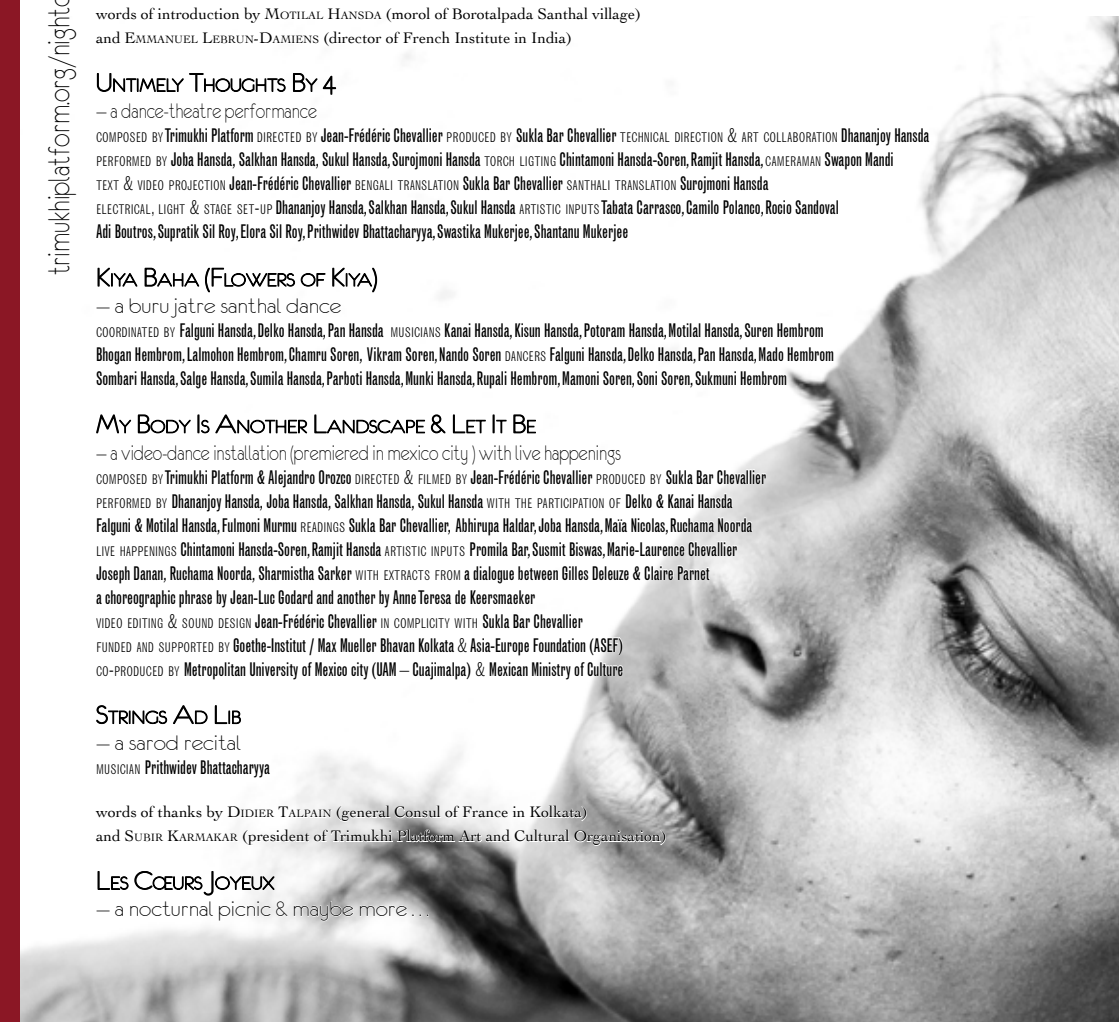 trimukhiplatform.org/night
words of introduction by Motilal Hansda (morol of Borotalpada Santhal village)
and Emmanuel Lebrun-Damiens (director of French Institute in India)
Untimely Thoughts By 4
– a dance-theatre performance
composed by Trimukhi Platform directed by Jean-Frédéric Chevallier produced by Sukla Bar Chevallier technical direction & art collaboration Dhananjoy Hansda
performed by Joba Hansda, Salkhan Hansda, Sukul Hansda, Surojmoni Hansda torch ligting Chintamoni Hansda-Soren, Ramjit Hansda, cameraman Swapon Mandi
text & video projection Jean-Frédéric Chevallier bengali translation Sukla Bar Chevallier santhali translation Surojmoni Hansda
electrical, light & stage set-up Dhananjoy Hansda, Salkhan Hansda, Sukul Hansda artistic inputs Tabata Carrasco, Camilo Polanco, Rocio Sandoval
Adi Boutros, Supratik Sil Roy, Elora Sil Roy, Prithwidev Bhattacharyya, Swastika Mukerjee, Shantanu Mukerjee
Kiya Baha (Flowers of Kiya)
– a buru jatre santhal dance
coordinated by Falguni Hansda, Delko Hansda, Pan Hansda musicians Kanai Hansda, Kisun Hansda, Potoram Hansda, Motilal Hansda, Suren Hembrom
Bhogan Hembrom, Lalmohon Hembrom, Chamru Soren, Vikram Soren, Nando Soren dancers Falguni Hansda, Delko Hansda, Pan Hansda, Mado Hembrom
Sombari Hansda, Salge Hansda, Sumila Hansda, Parboti Hansda, Munki Hansda, Rupali Hembrom, Mamoni Soren, Soni Soren, Sukmuni Hembrom
My Body Is Another Landscape & Let It Be
– a video-dance installation (premiered in mexico city ) with live happenings
composed by Trimukhi Platform & Alejandro Orozco directed & filmed by Jean-Frédéric Chevallier produced by Sukla Bar Chevallier
performed by Dhananjoy Hansda, Joba Hansda, Salkhan Hansda, Sukul Hansda with the participation of Delko & Kanai Hansda
Falguni & Motilal Hansda, Fulmoni Murmu readings Sukla Bar Chevallier, Abhirupa Haldar, Joba Hansda, Maïa Nicolas, Ruchama Noorda
live happenings Chintamoni Hansda-Soren, Ramjit Hansda artistic inputs Promila Bar, Susmit Biswas, Marie-Laurence Chevallier
Joseph Danan, Ruchama Noorda, Sharmistha Sarker with extracts from a dialogue between Gilles Deleuze & Claire Parnet
a choreographic phrase by Jean-Luc Godard and another by Anne Teresa de Keersmaeker
video editing & sound design Jean-Frédéric Chevallier in complicity with Sukla Bar Chevallier
funded and supported by Goethe-Institut / Max Mueller Bhavan Kolkata & Asia-Europe Foundation (ASEF)
co-produced by Metropolitan University of Mexico city (UAM – Cuajimalpa) & Mexican Ministry of Culture
Strings Ad Lib
– a sarod recital
musician Prithwidev Bhattacharyya
words of thanks by Didier Talpain (general Consul of France in Kolkata)
and Subir Karmakar (president of Trimukhi Platform Art and Cultural Organisation)
Les Cœurs Joyeux
– a nocturnal picnic & maybe more . . .